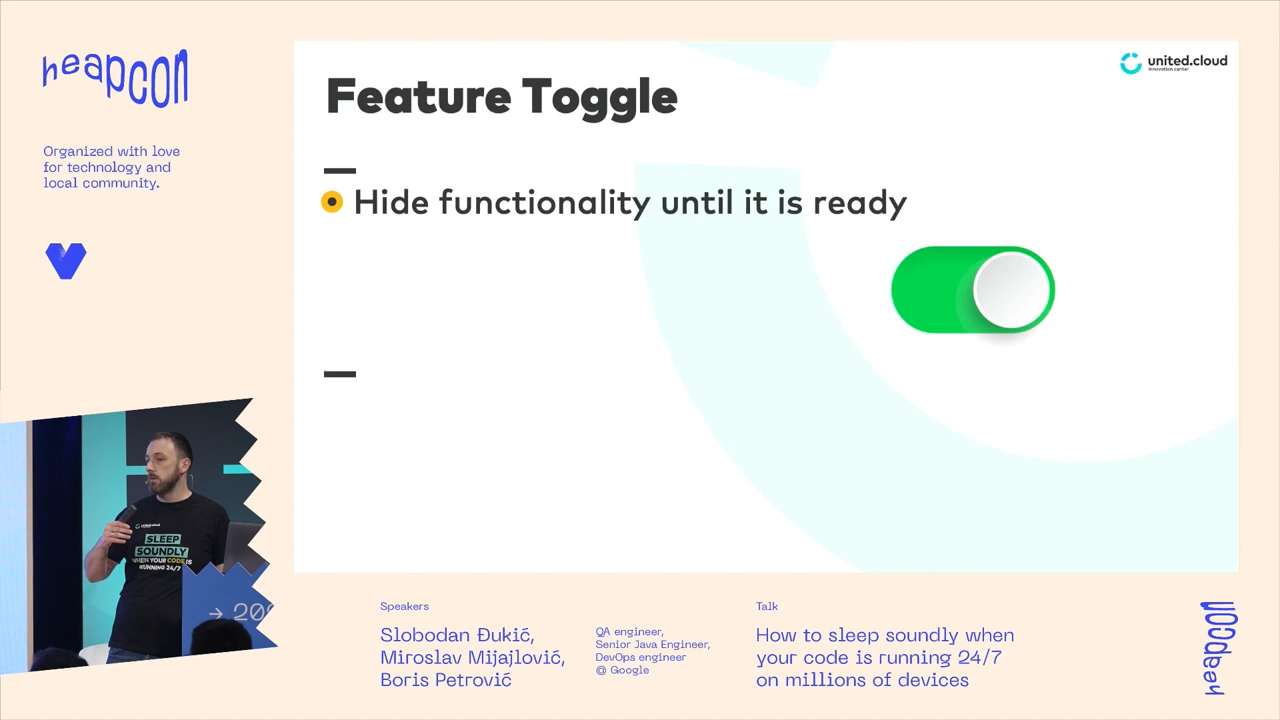 heapcon
Organized with love
for technology and
local community.
united.cloud
innovation center
Feature Toggle
Hide functionality until it is ready
united.cloud
SLEEP
SOUNDLY
WHEN YOUR CODE IS
RUNNING 24/7
→ 20
Speakers
Slobodan Đukić,
Miroslav Mijajlović,
Boris Petrović
QA engineer,
Senior Java Engineer,
DevOps engineer
@ Google
Talk
How to sleep soundly when
your code is running 24/7
on millions of devices
heapcon